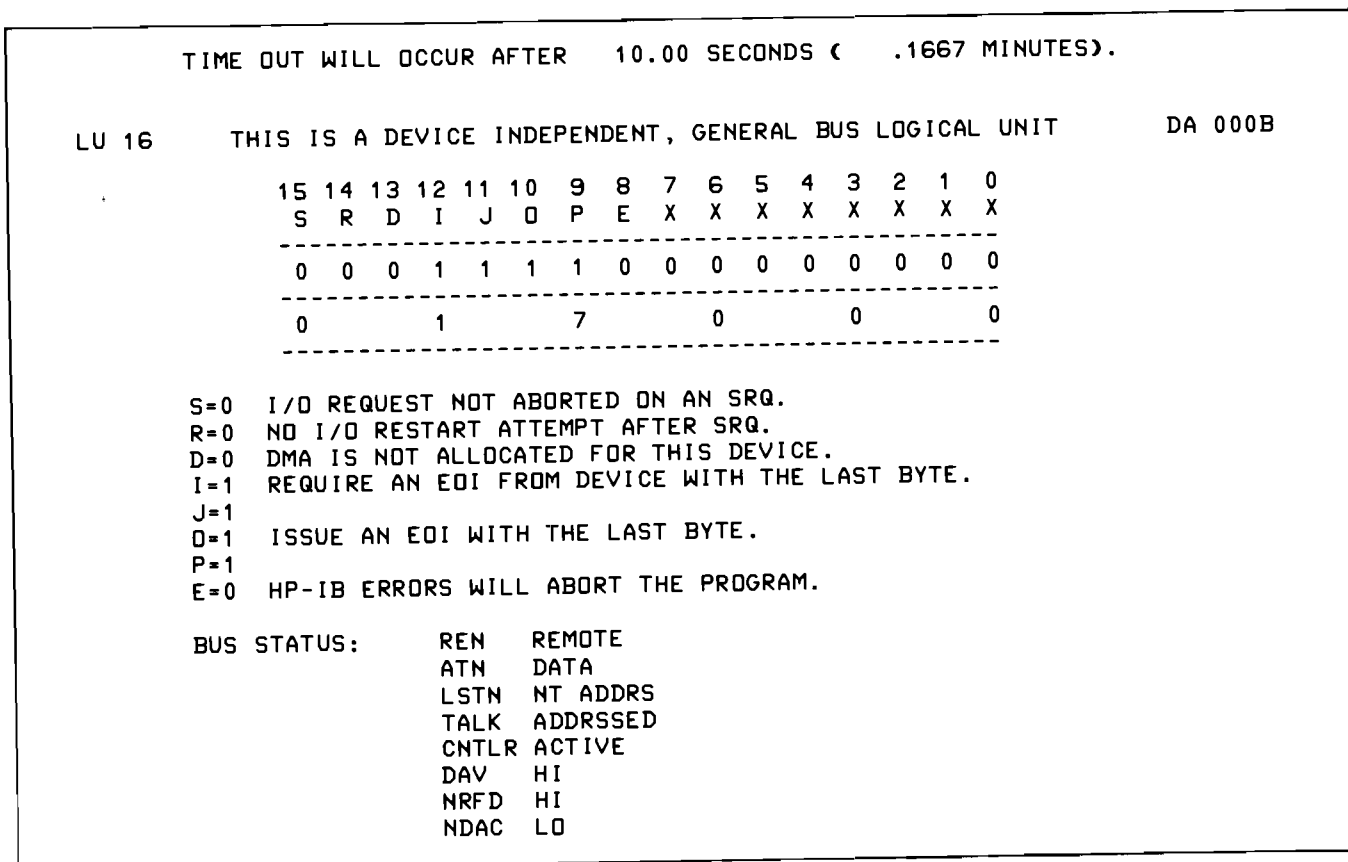 TIME OUT WILL OCCUR AFTER   10.00 SECONDS (   .1667 MINUTES).
LU 16   THIS IS A DEVICE INDEPENDENT, GENERAL BUS LOGICAL UNIT   DA 000B
15 14 13 12 11 10 9 8 7 6 5 4 3 2 1 0
S R D I J O P E X X X X X X X X
------------------------------------------------
0 0 0 1 1 1 1 0 0 0 0 0 0 0 0 0
------------------------------------------------
0 1 7 0 0 0
------------------------------------------------
S=0 I/O REQUEST NOT ABORTED ON AN SRQ.
R=0 NO I/O RESTART ATTEMPT AFTER SRQ.
D=0 DMA IS NOT ALLOCATED FOR THIS DEVICE.
I=1 REQUIRE AN EOI FROM DEVICE WITH THE LAST BYTE.
J=1
O=1 ISSUE AN EOI WITH THE LAST BYTE.
P=1
E=0 HP-IB ERRORS WILL ABORT THE PROGRAM.
BUS STATUS: REN REMOTE
ATN DATA
LSTN NT ADDRS
TALK ADDRSSED
CNTLR ACTIVE
DAV HI
NRFD HI
NDAC LO